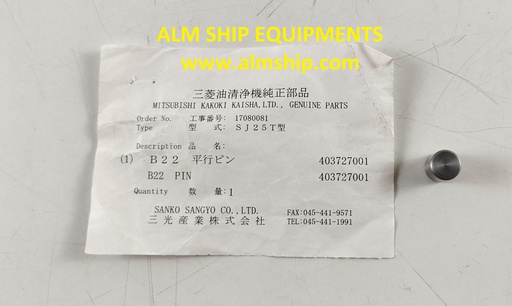 ALM SHIP EQUIPMENTS
www.almship.com
三菱油清浄機純正部品
MITSUBISHI KAKOKI KAISHA,LTD., GENUINE PARTS
Order No. 工事番号: 17080081
Type 型 式: SJ25T型
Description 品 名:
(1) B22 平行ピン 403727001
B22 PIN 403727001
Quantity 数 量: 1
SANKO SANGYO CO.,LTD. FAX:045-441-9571
三光産業株式会社 TEL:045-441-1991